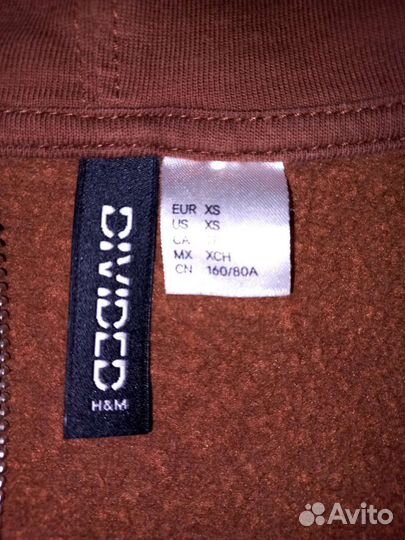 DIVIDED
H&M
EUR XS
US XS
CA
MX XCH
CN 160/80A
Avito